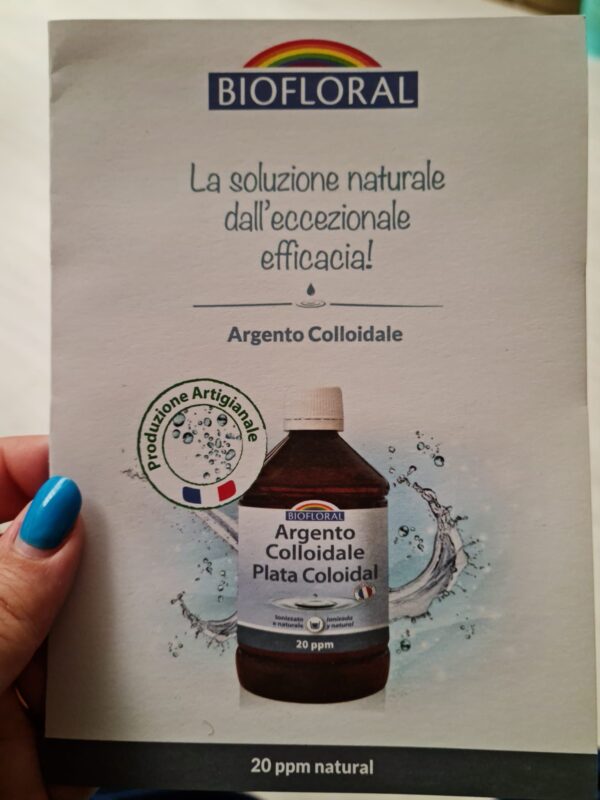 BIOFLORAL
La soluzione naturale
dall'eccezionale
efficacia!
Argento Colloidale
Produzione Artigianale
BIOFLORAL
Argento
Colloidale
Plata Coloidal
Ionizzato
e naturale
Ionizada
y natural
20 ppm
20 ppm natural